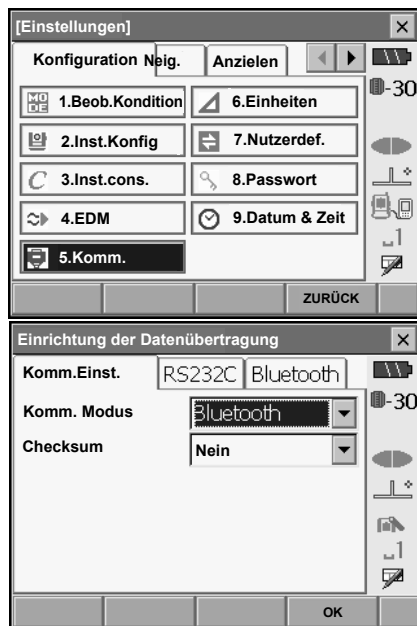 [Einstellungen]
Konfiguration Neig. Anzielen
1.Beob.Kondition 6.Einheiten
-30
2.Inst.Konfig 7.Nutzerdef.
3.Inst.cons. 8.Passwort
4.EDM 9.Datum & Zeit
1
5.Komm.
ZURÜCK
Einrichtung der Datenübertragung
Komm.Einst. RS232C Bluetooth
Komm. Modus Bluetooth
-30
Checksum Nein
1
OK